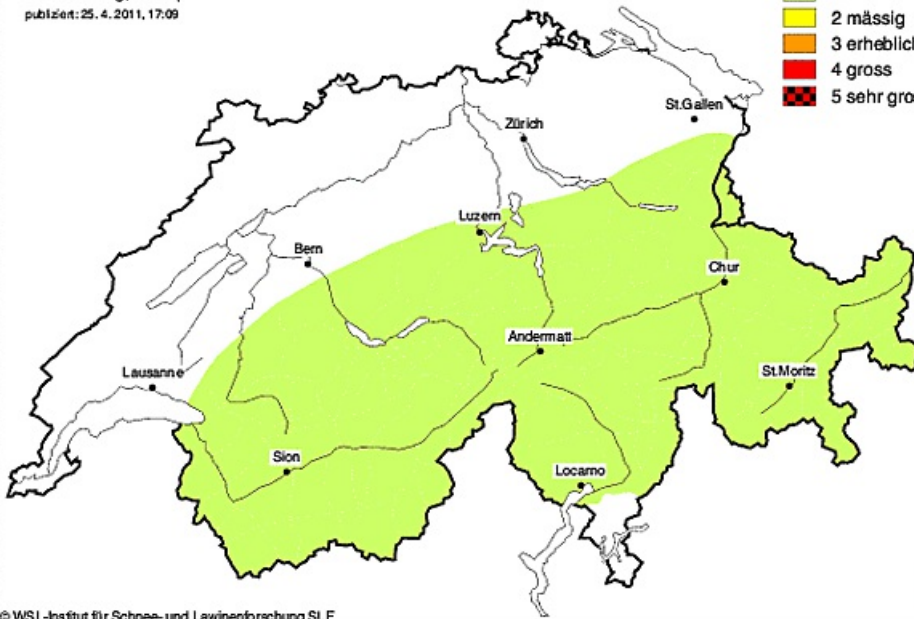 publiziert: 25. 4. 2011, 17:09
2 mässig
3 erheblich
4 gross
5 sehr gro
St.Gallen
Zürich
Luzern
Bern
Chur
Andermatt
Lausanne
St.Moritz
Sion
Locarno
© WSL-Institut für Schnee- und Lawinenforschung SLF